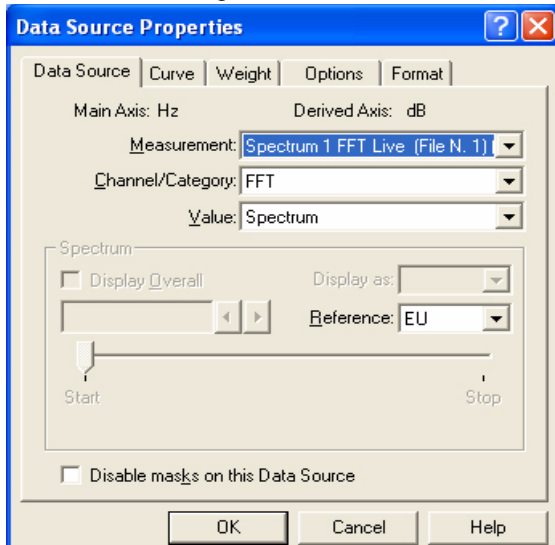 Data Source Properties
Data Source Curve Weight Options Format
Main Axis: Hz Derived Axis: dB
Measurement: Spectrum 1 FFT Live (File N. 1)
Channel/Category: FFT
Value: Spectrum
Spectrum
Display Overall Display as:
Reference: EU
Start Stop
Disable masks on this Data Source
OK Cancel Help